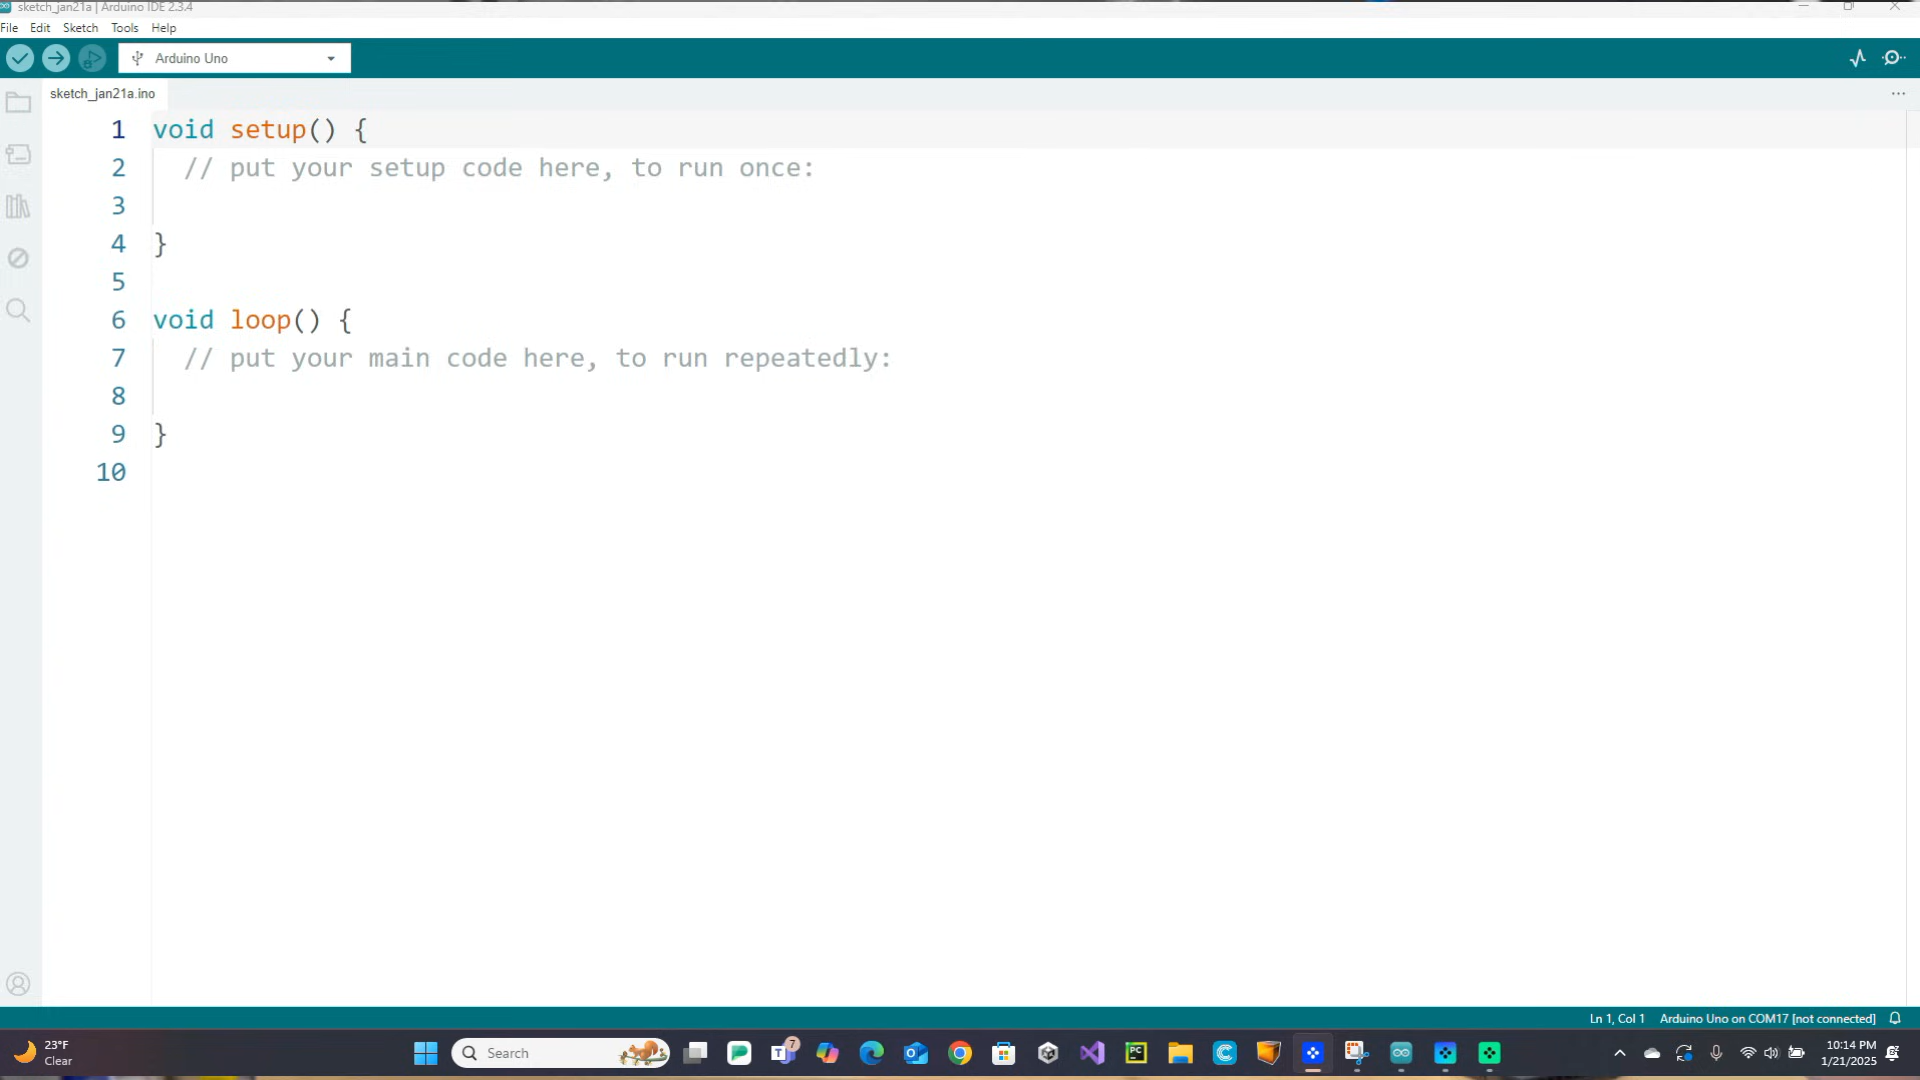 sketch_jan21a | Arduino IDE 2.3.4
File Edit Sketch Tools Help
Arduino Uno
sketch_jan21a.ino
1 void setup() {
2 // put your setup code here, to run once:
3
4 }
5
6 void loop() {
7 // put your main code here, to run repeatedly:
8
9 }
10
Ln 1, Col 1 Arduino Uno on COM17 [not connected]
23°F
Clear
Search
7
PC
10:14 PM
1/21/2025